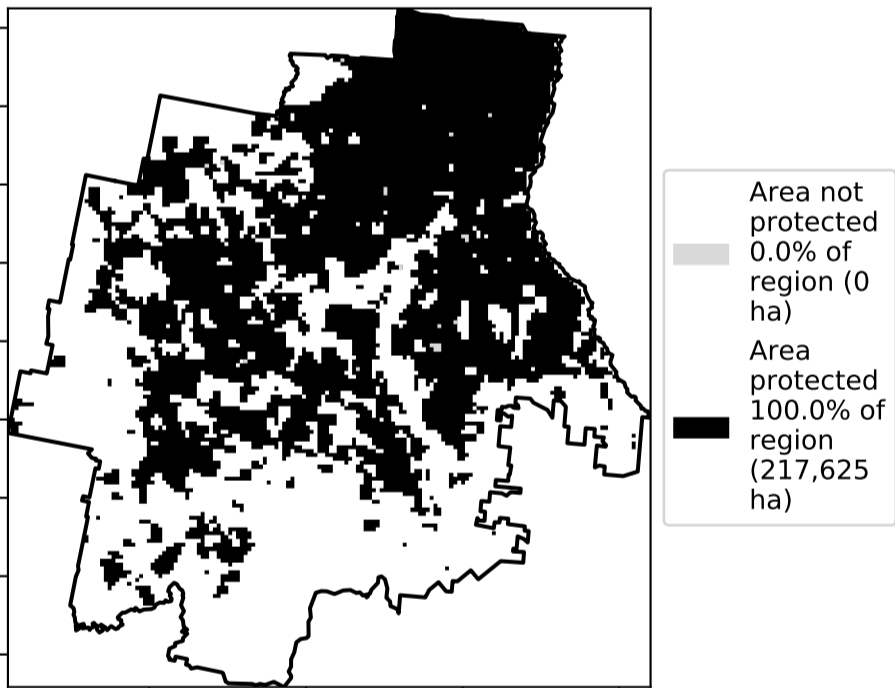 Area not
protected
0.0% of
region (0
ha)
Area
protected
100.0% of
region
(217,625
ha)